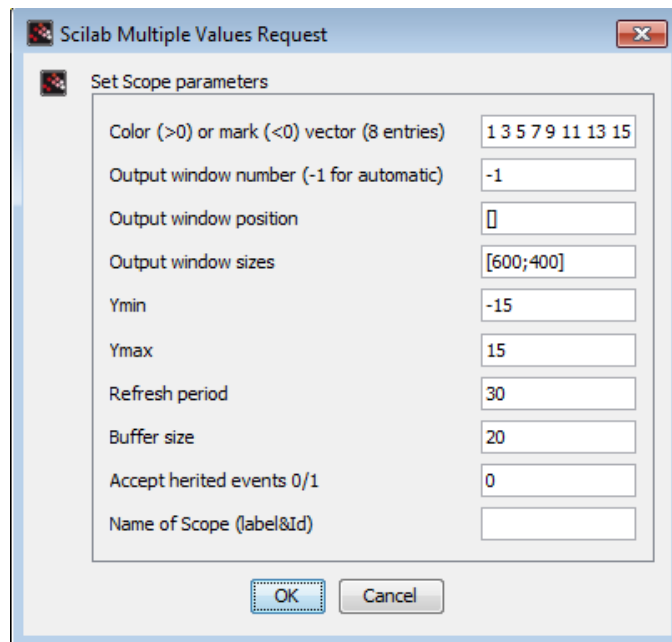 Scilab Multiple Values Request
Set Scope parameters
Color (>0) or mark (<0) vector (8 entries) 1 3 5 7 9 11 13 15
Output window number (-1 for automatic) -1
Output window position []
Output window sizes [600;400]
Ymin -15
Ymax 15
Refresh period 30
Buffer size 20
Accept herited events 0/1 0
Name of Scope (label&Id)
OK Cancel